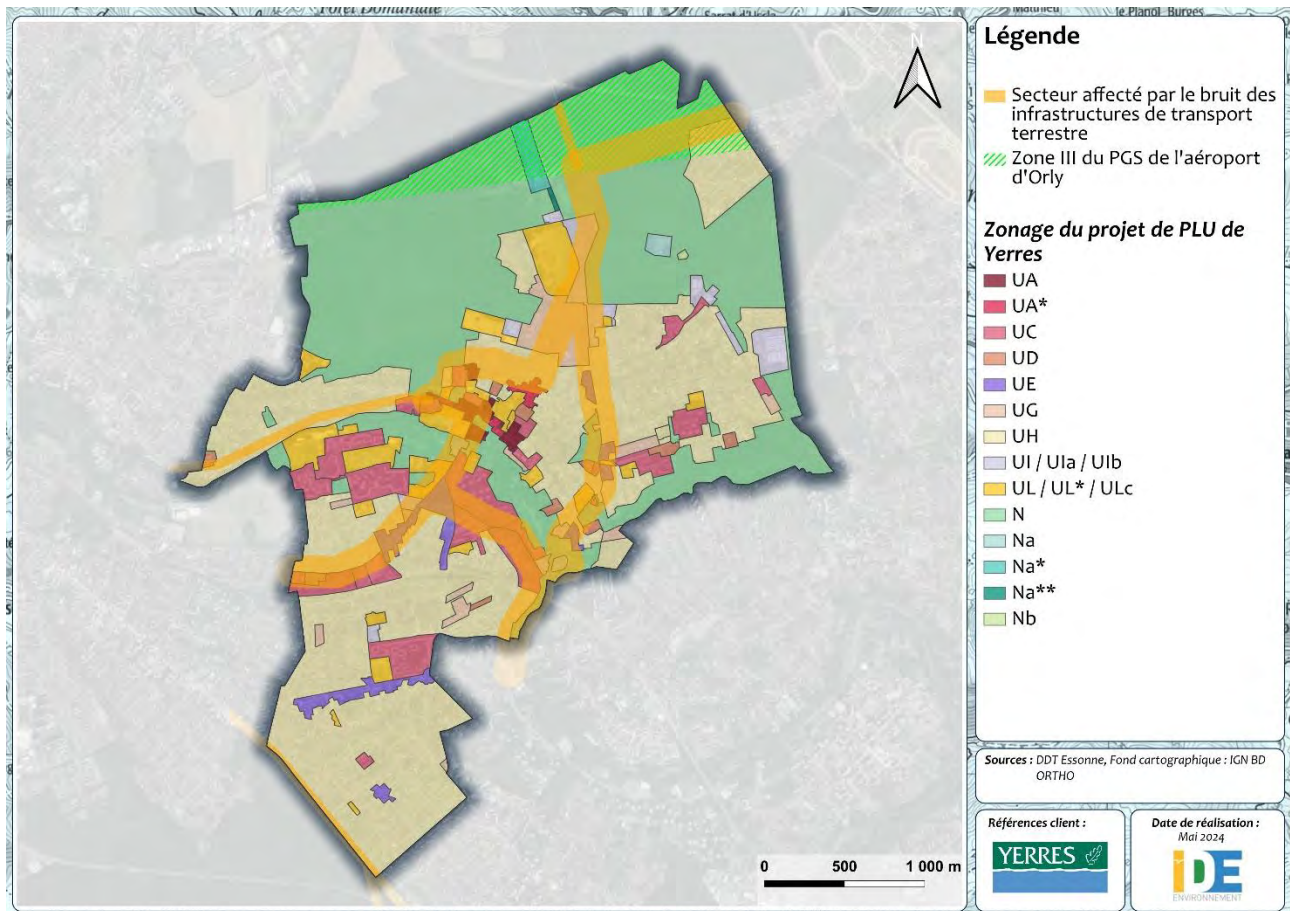 Forêt Domaniale
le Planol Burges
N
0 500 1 000 m
Légende
Secteur affecté par le bruit des
infrastructures de transport
terrestre
Zone III du PGS de l'aéroport
d'Orly
Zonage du projet de PLU de
Yerres
UA
UA*
UC
UD
UE
UG
UH
UI / UIa / UIb
UL / UL* / ULc
N
Na
Na*
Na**
Nb
Sources : DDT Essonne, Fond cartographique : IGN BD
ORTHO
Références client :
YERRES
Date de réalisation :
Mai 2024
iDE
ENVIRONNEMENT